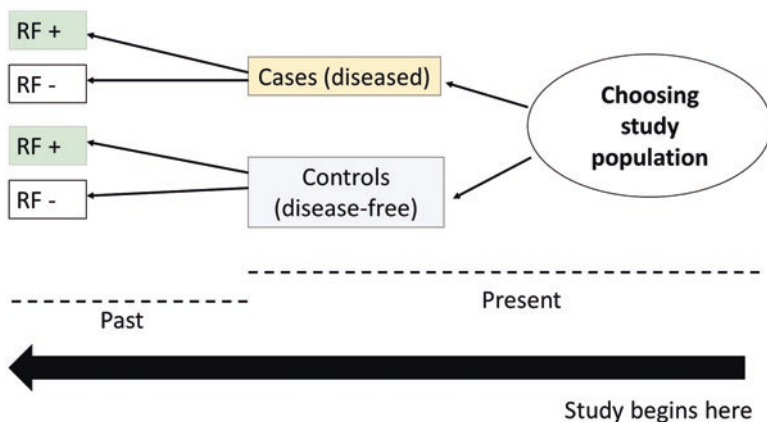 RF +
RF -
RF +
RF -
Cases (diseased)
Controls
(disease-free)
Choosing
study
population
Past
Present
Study begins here